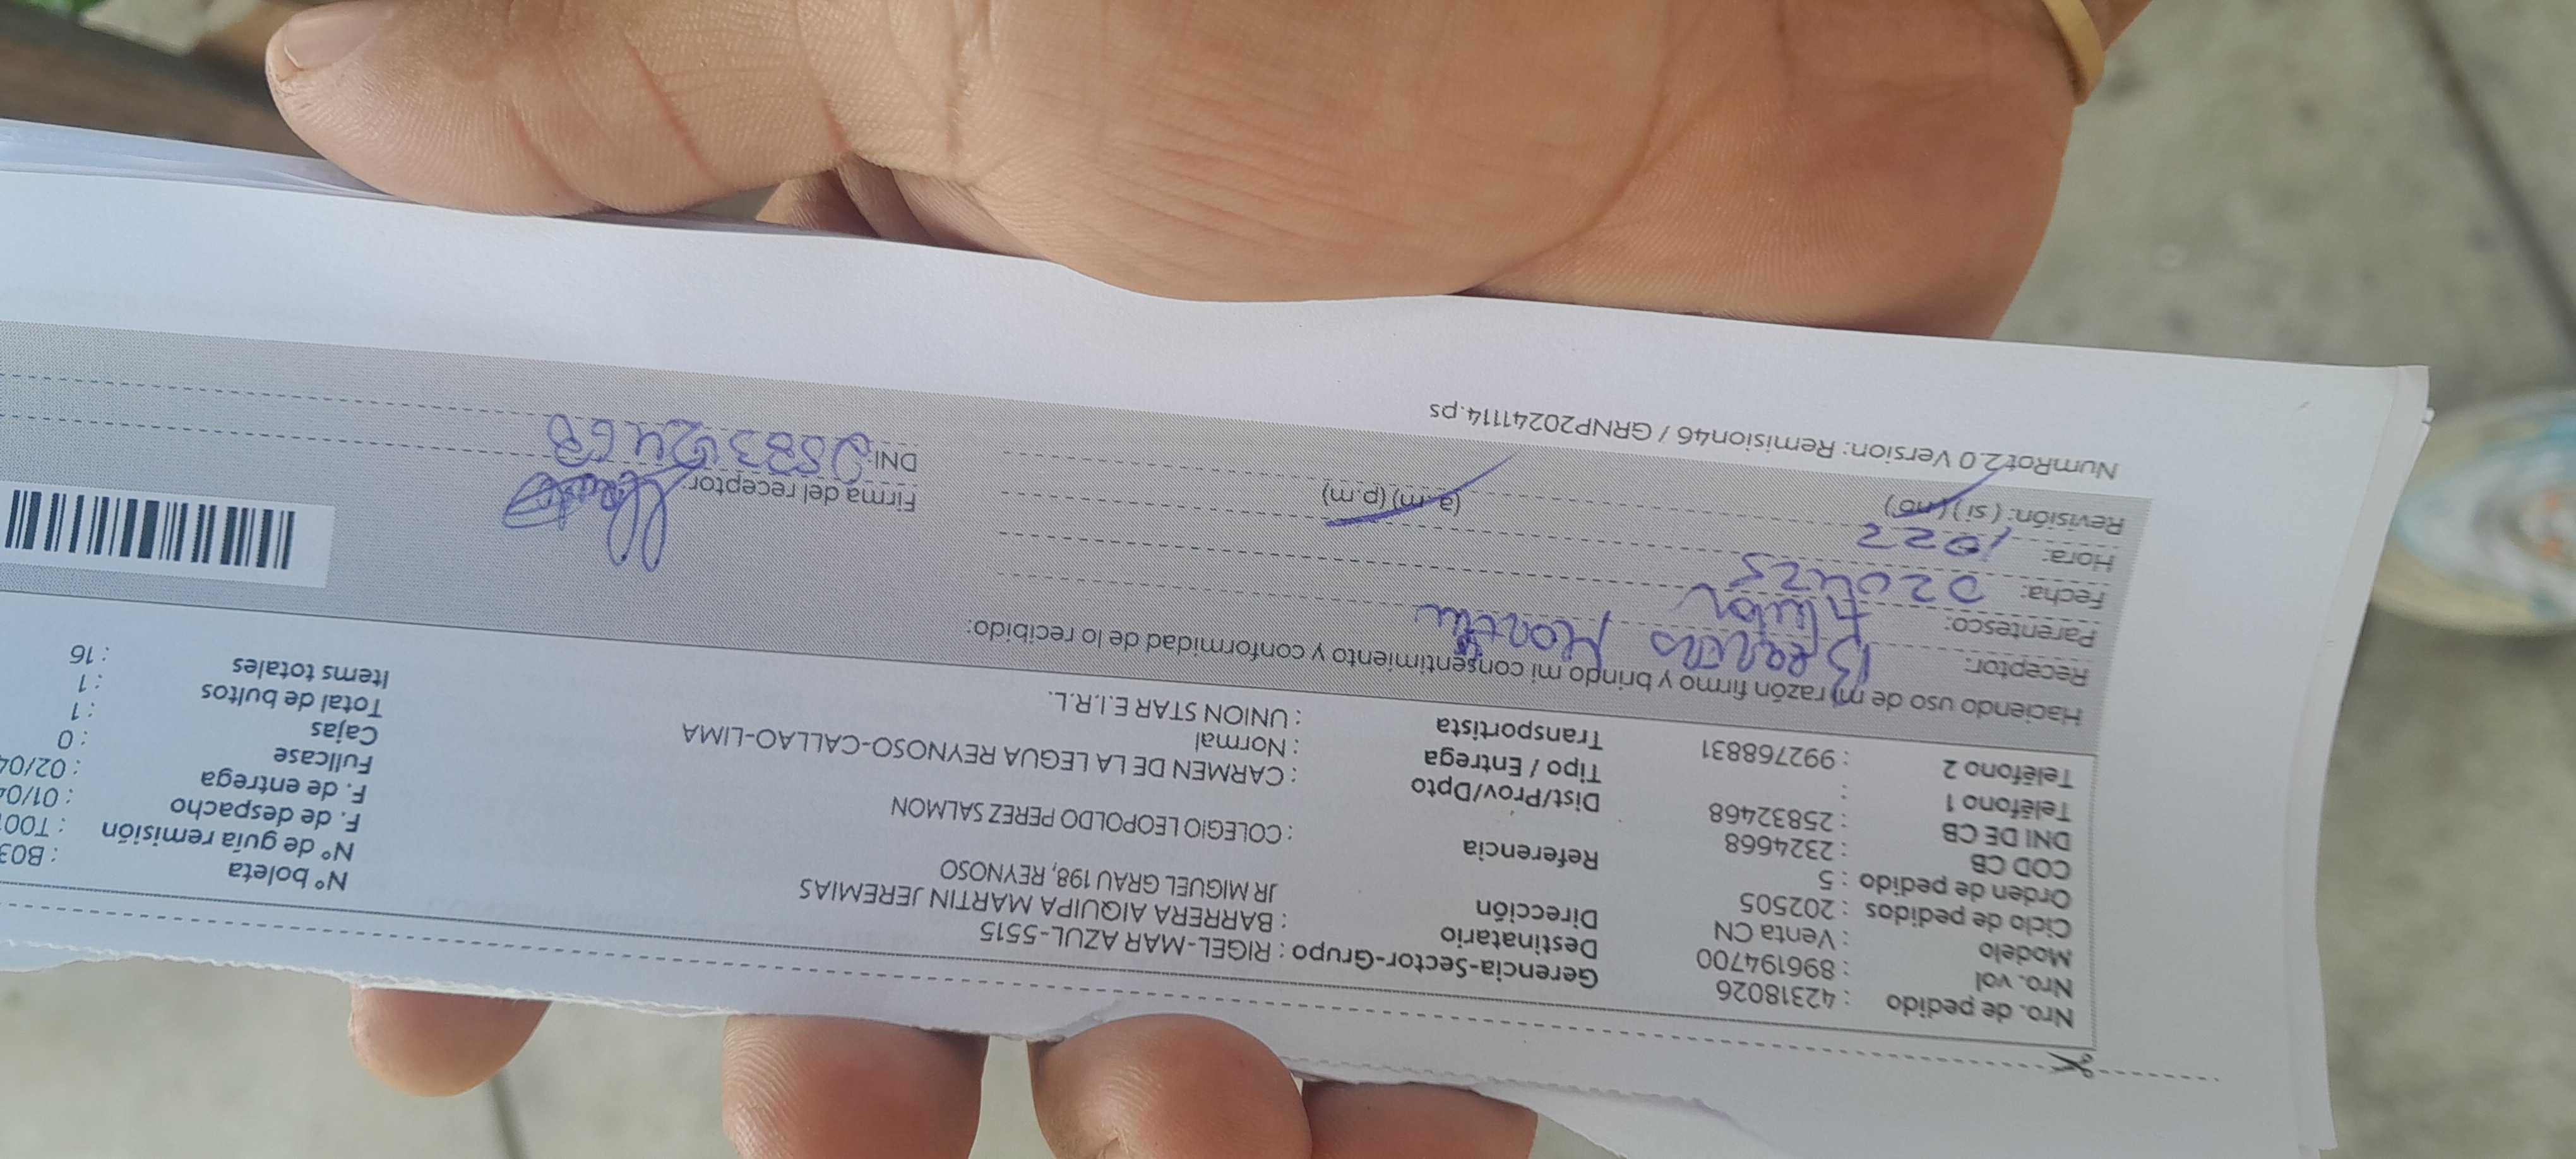 Nro. de pedido : 42318026
Nro. vol : 896194700
Modelo : Venta CN
Ciclo de pedidos : 202505
Orden de pedido : 5
COD CB : 2324668
DNI DE CB : 25832468
Teléfono 1 :
Teléfono 2 : 992768831
Gerencia-Sector-Grupo : RIGEL-MAR AZUL-5515
Destinatario : BARRERA AIQUIPA MARTIN JEREMIAS
Dirección JR MIGUEL GRAU 198, REYNOSO
Referencia : COLEGIO LEOPOLDO PEREZ SALMON
Dist/Prov/Dpto : CARMEN DE LA LEGUA REYNOSO-CALLAO-LIMA
Tipo / Entrega : Normal
Transportista : UNION STAR E.I.R.L.
N° boleta : B03
N° de guía remisión : T00
F. de despacho : 01/04
F. de entrega : 02/04
Fullcase : 0
Cajas : 1
Total de bultos : 1
Items totales : 16
Haciendo uso de mi razón firmo y brindo mi consentimiento y conformidad de lo recibido:
Receptor: Barrera Martin
Parentesco: titular
Fecha: 020425
Hora: 1022 (a.m) (p.m)
Revisión: (si) (no)
Firma del receptor:
DNI: 25832468
NumRot 2.0 Version: Remision46 / GRNP20241114.ps